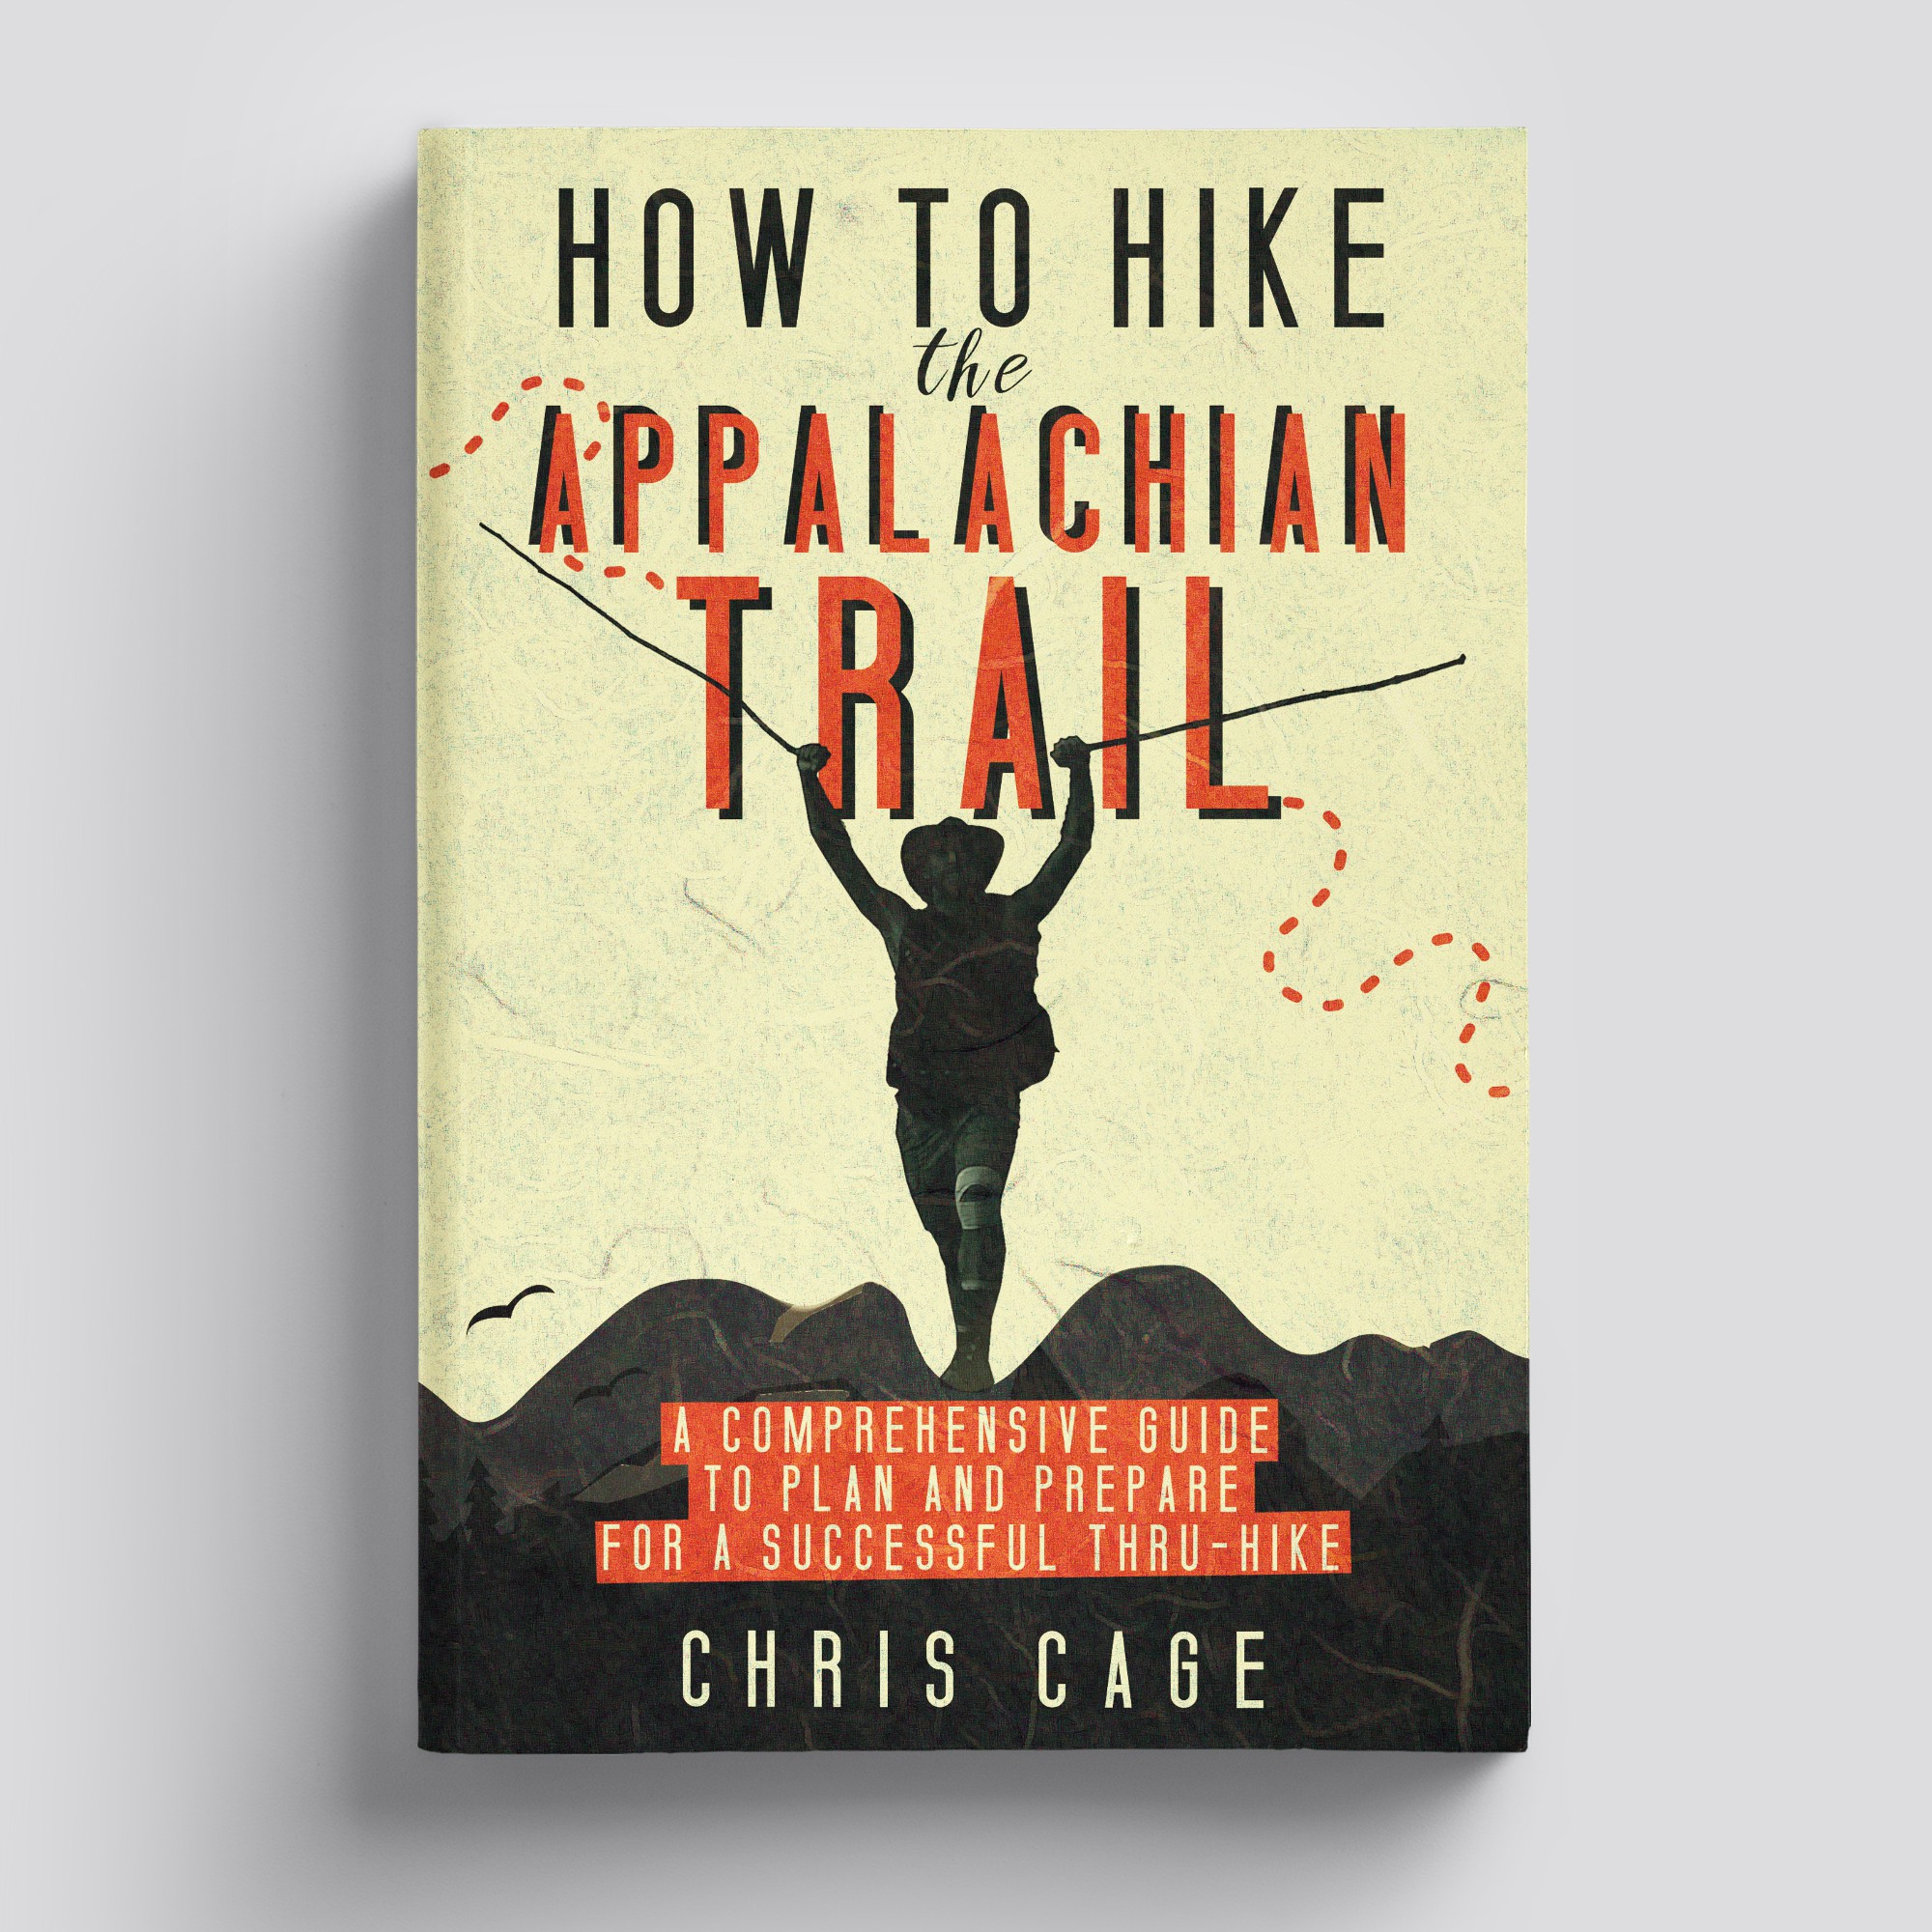 HOW TO HIKE
the
APPALACHIAN
TRAIL
A COMPREHENSIVE GUIDE
TO PLAN AND PREPARE
FOR A SUCCESSFUL THRU-HIKE
CHRIS CAGE